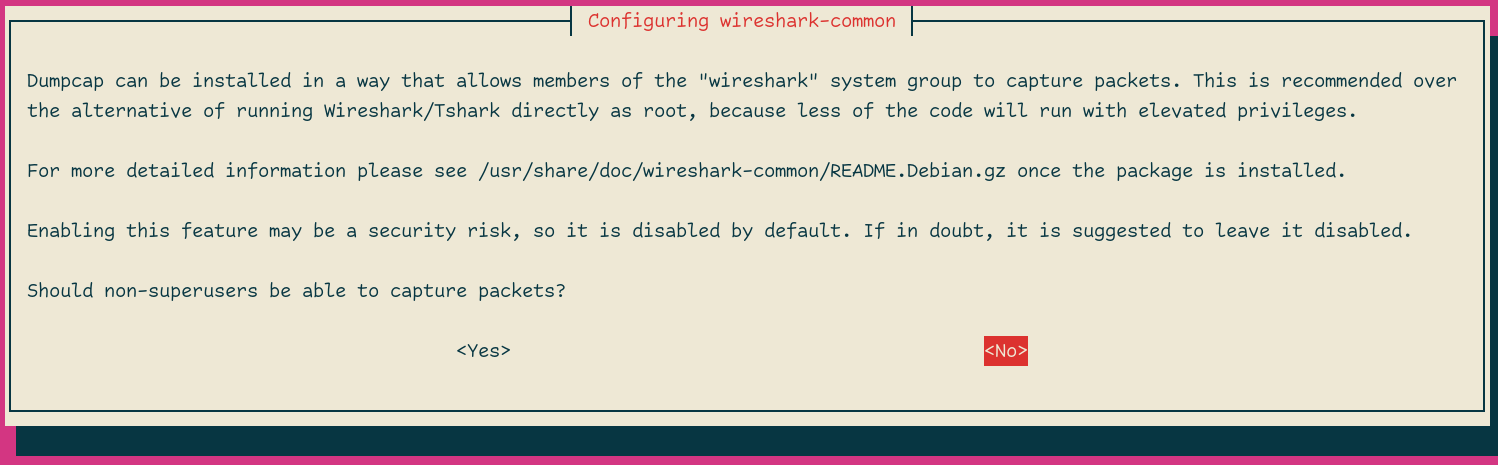 Configuring wireshark-common
Dumpcap can be installed in a way that allows members of the "wireshark" system group to capture packets. This is recommended over
the alternative of running Wireshark/Tshark directly as root, because less of the code will run with elevated privileges.
For more detailed information please see /usr/share/doc/wireshark-common/README.Debian.gz once the package is installed.
Enabling this feature may be a security risk, so it is disabled by default. If in doubt, it is suggested to leave it disabled.
Should non-superusers be able to capture packets?
<Yes> <No>